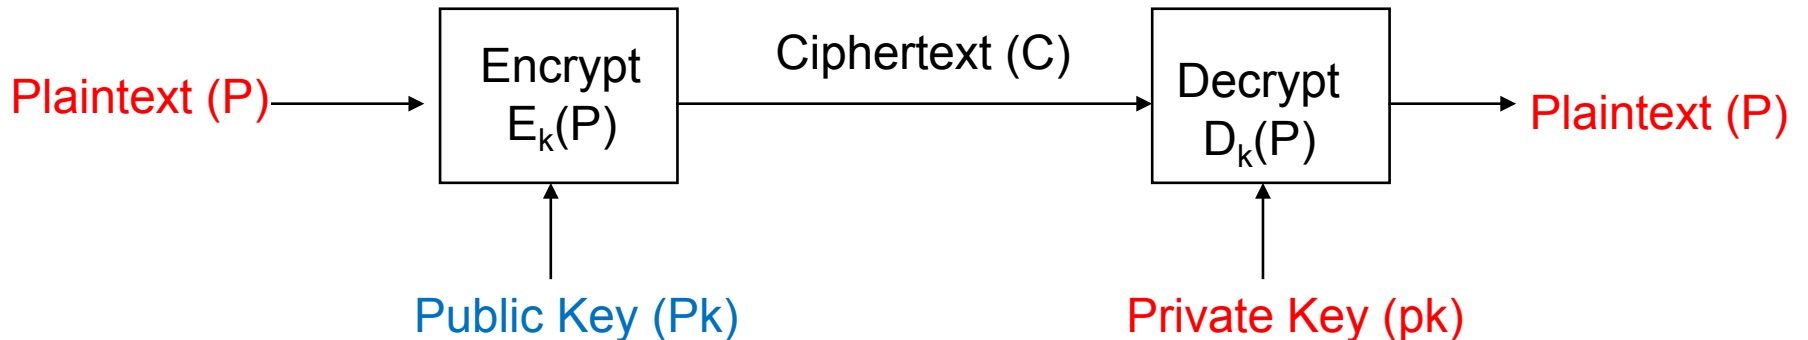 Plaintext (P)
Encrypt
Eₖ(P)
Ciphertext (C)
Decrypt
Dₖ(P)
Plaintext (P)
Public Key (Pk)
Private Key (pk)